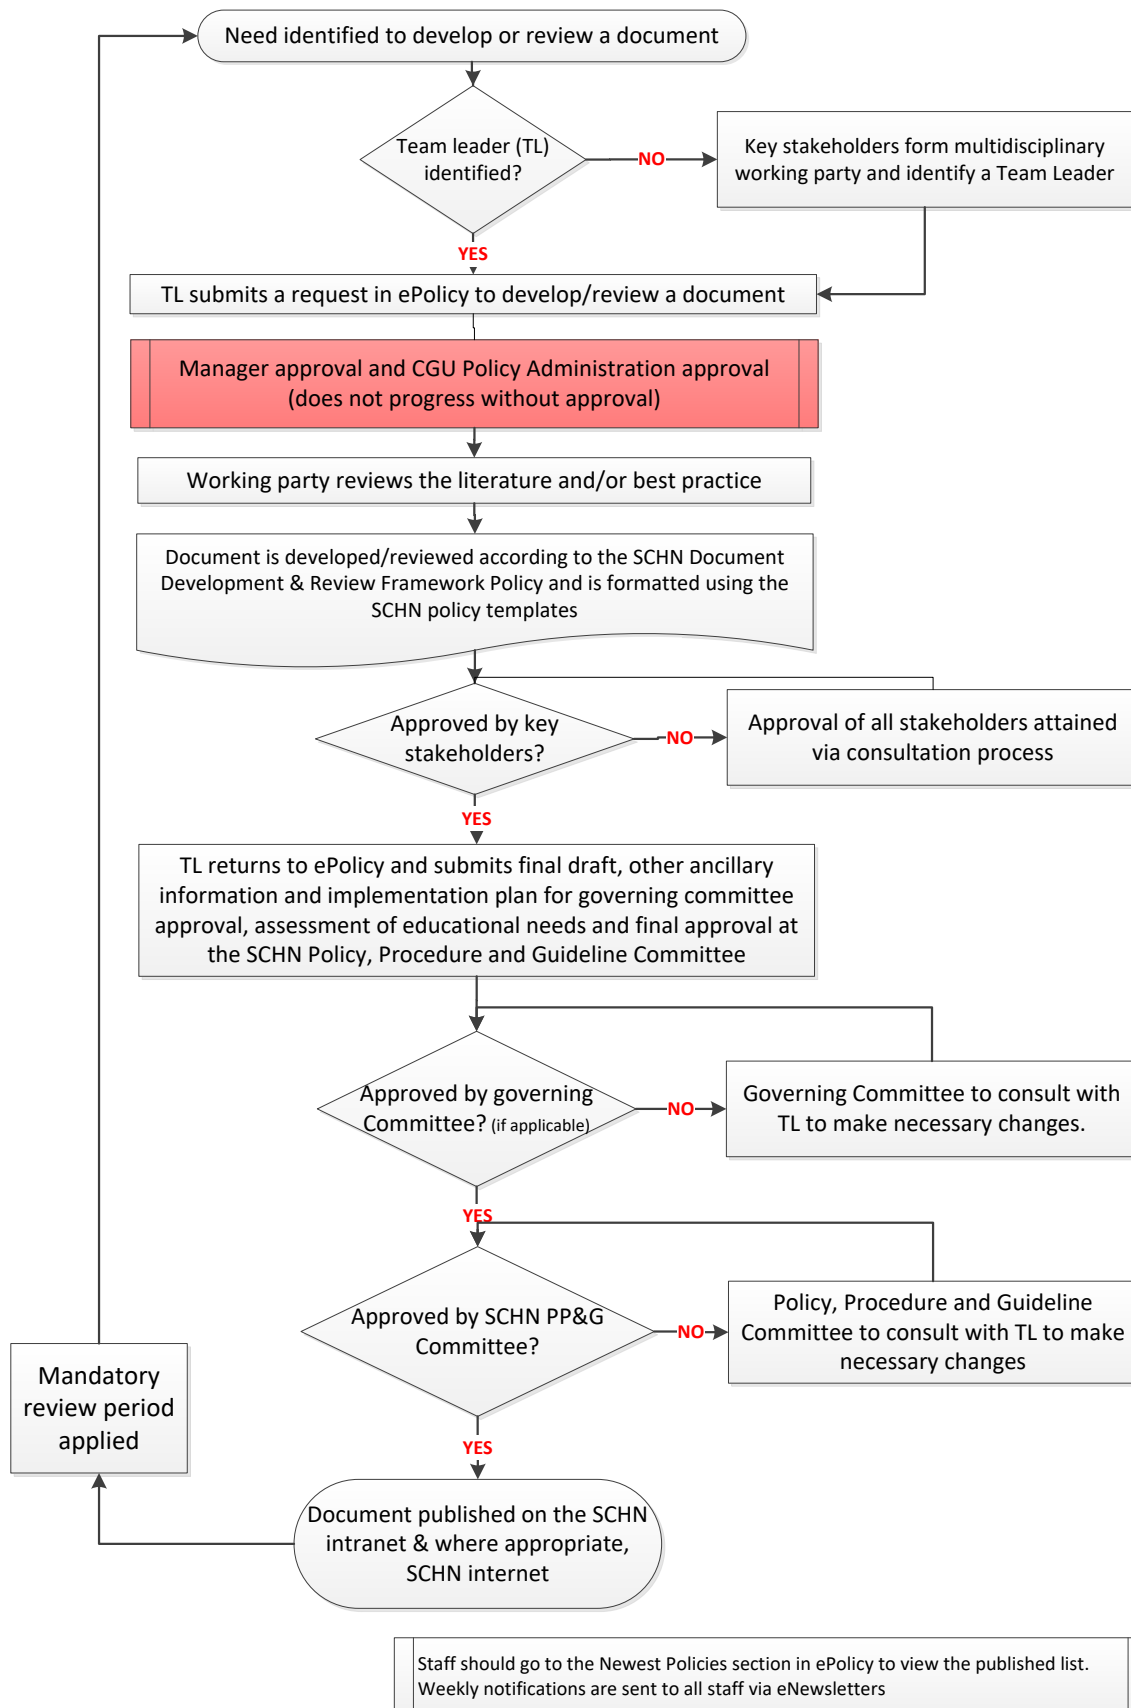 Need identified to develop or review a document
Team leader (TL)
identified?
NO
Key stakeholders form multidisciplinary
working party and identify a Team Leader
YES
TL submits a request in ePolicy to develop/review a document
Manager approval and CGU Policy Administration approval
(does not progress without approval)
Working party reviews the literature and/or best practice
Document is developed/reviewed according to the SCHN Document
Development & Review Framework Policy and is formatted using the
SCHN policy templates
Approved by key
stakeholders?
NO
Approval of all stakeholders attained
via consultation process
YES
TL returns to ePolicy and submits final draft, other ancillary
information and implementation plan for governing committee
approval, assessment of educational needs and final approval at
the SCHN Policy, Procedure and Guideline Committee
Approved by governing
Committee? (if applicable)
NO
Governing Committee to consult with
TL to make necessary changes.
YES
Approved by SCHN PP&G
Committee?
NO
Policy, Procedure and Guideline
Committee to consult with TL to make
necessary changes
YES
Mandatory
review period
applied
Document published on the SCHN
intranet & where appropriate,
SCHN internet
Staff should go to the Newest Policies section in ePolicy to view the published list.
Weekly notifications are sent to all staff via eNewsletters